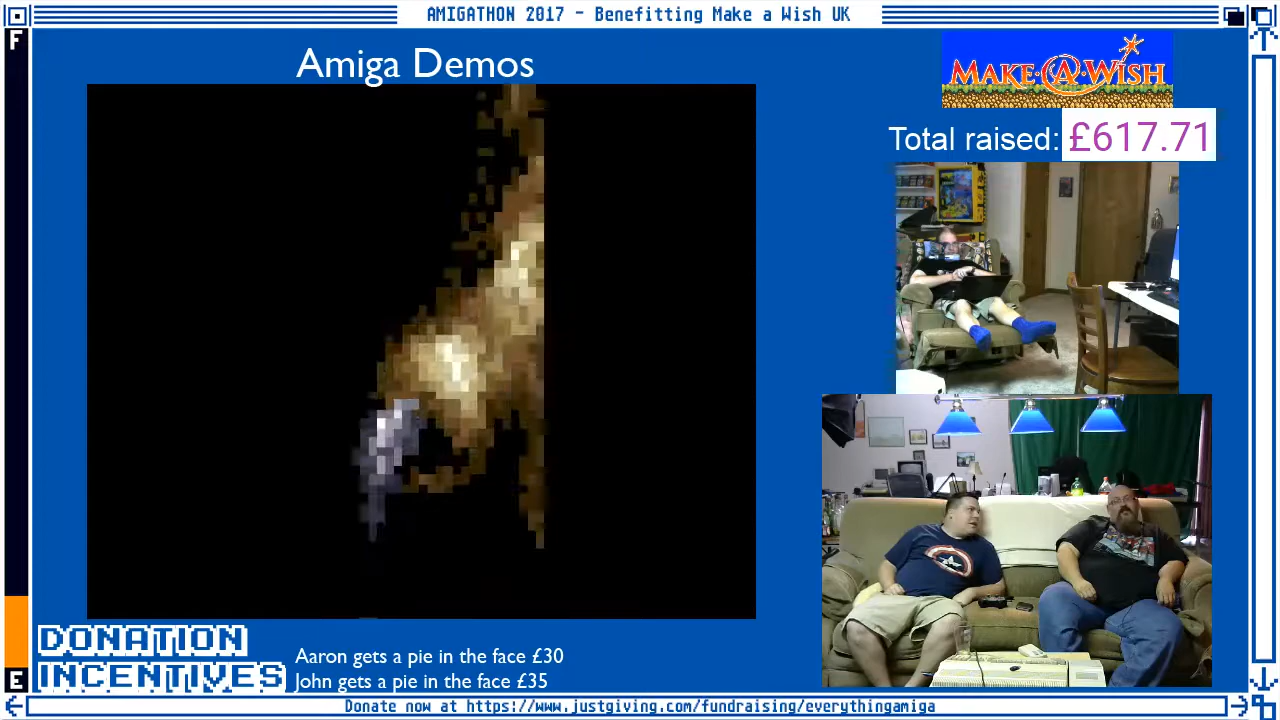 AMIGATHON 2017 - Benefitting Make a Wish UK
F
Amiga Demos
MAKE-A-WISH
Total raised: £617.71
DONATION
INCENTIVES
Aaron gets a pie in the face £30
John gets a pie in the face £35
E
Donate now at https://www.justgiving.com/fundraising/everythingamiga